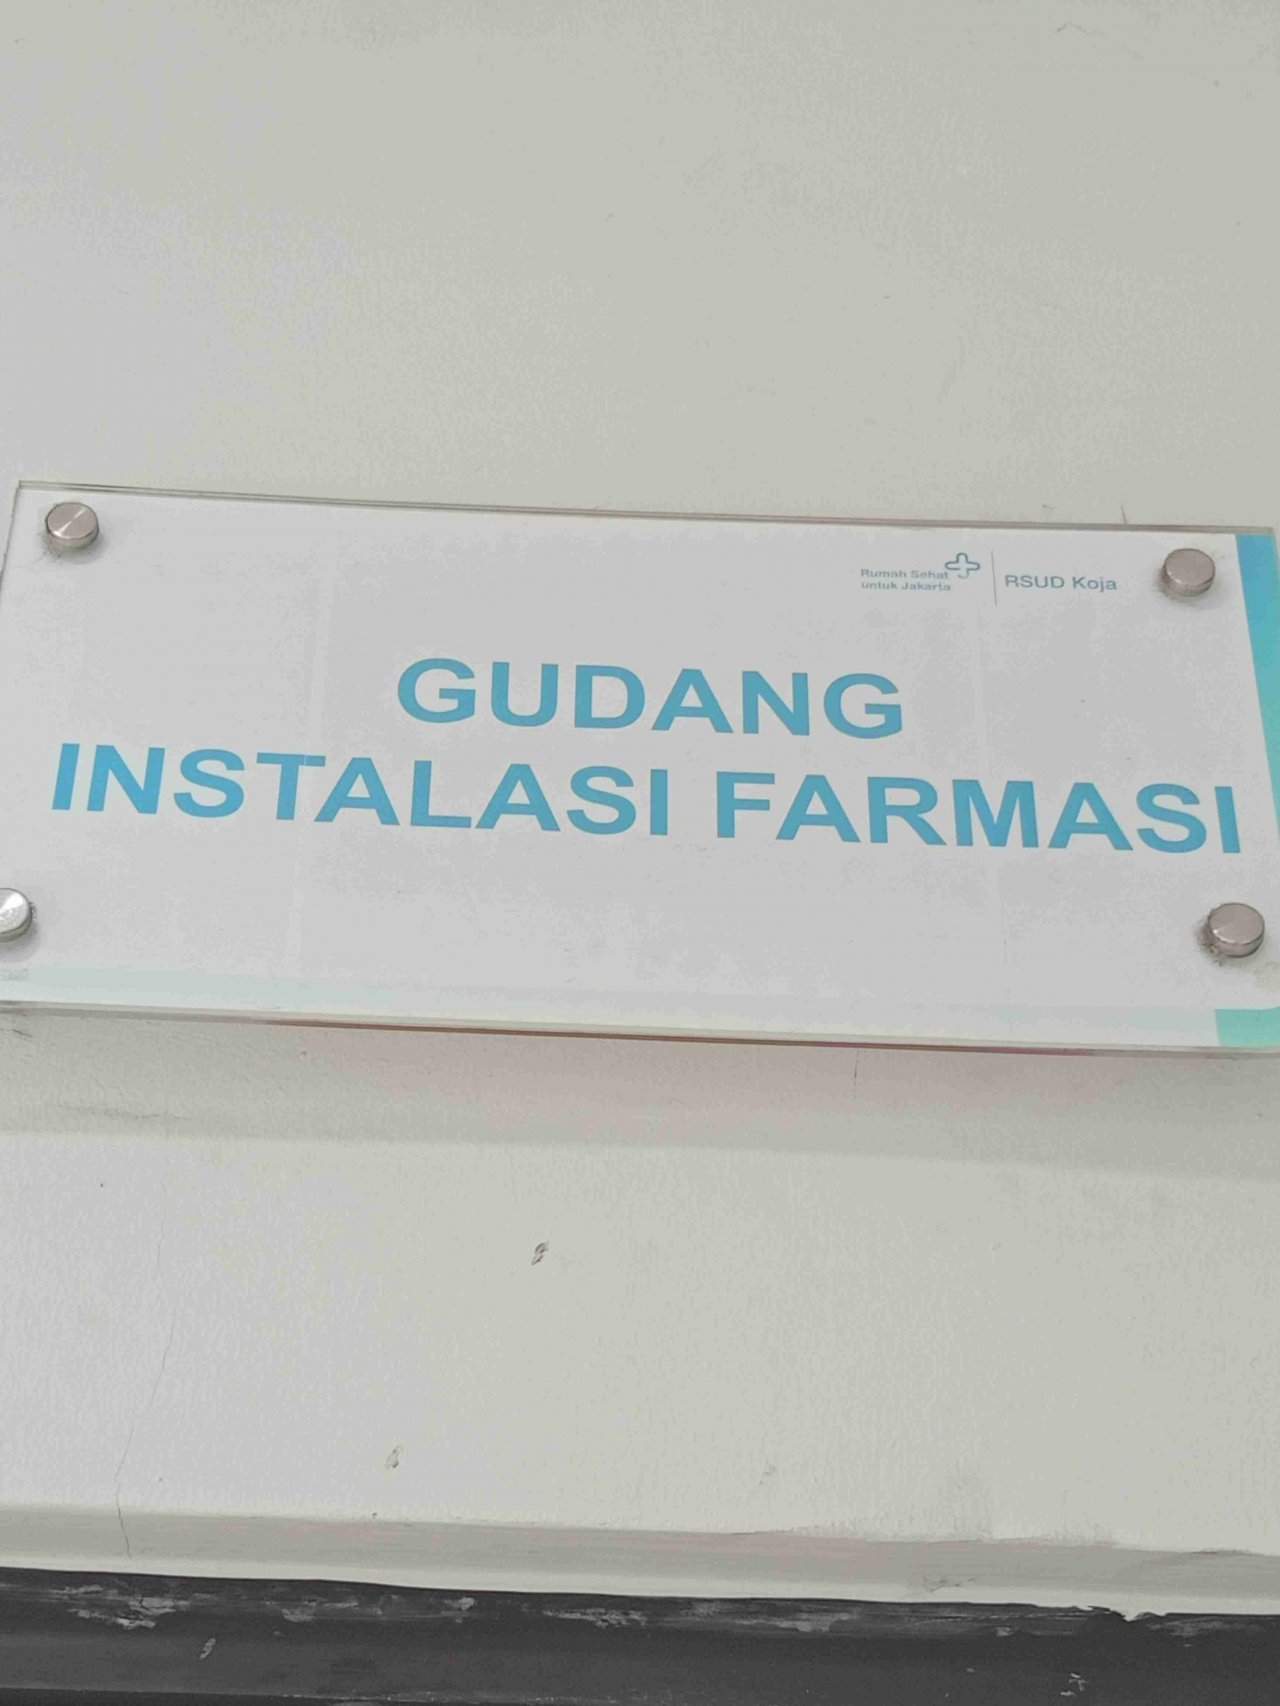 Rumah Sehat
untuk Jakarta
RSUD Koja
GUDANG
INSTALASI FARMASI